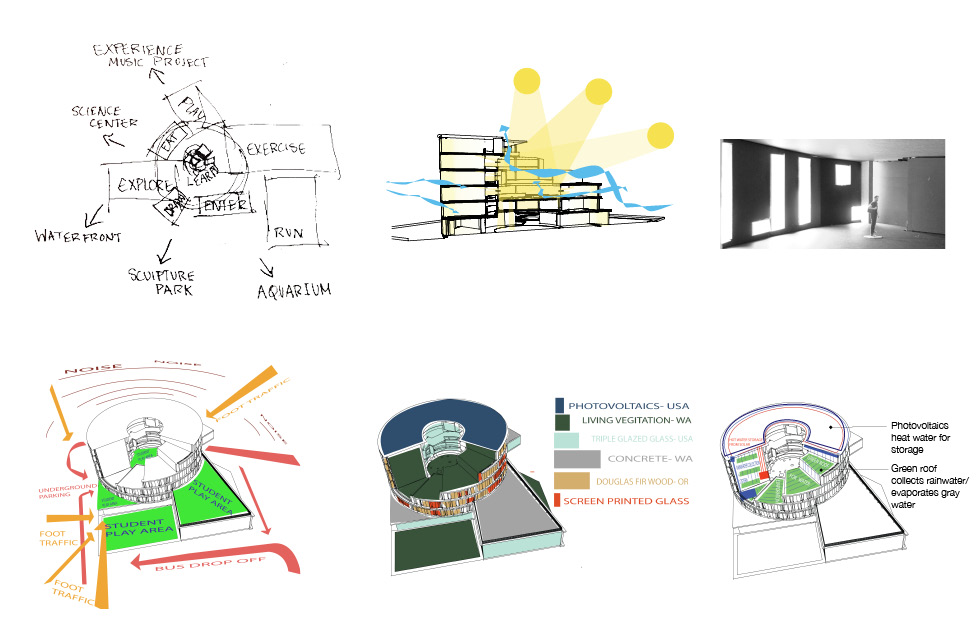 EXPERIENCE
MUSIC PROJECT
SCIENCE
CENTER
PLAY
EAT
EXERCISE
LEARN
EXPLORE
ENTER
RUN
WATERFRONT
SCULPTURE
PARK
AQUARIUM
NOISE
NOISE
FOOT TRAFFIC
NOISE
UNDERGROUND
PARKING
STUDENT
PLAY AREA
STUDENT
PLAY AREA
FOOT
TRAFFIC
BUS DROP OFF
FOOT
TRAFFIC
PHOTOVOLTAICS- USA
LIVING VEGITATION- WA
TRIPLE GLAZED GLASS- USA
CONCRETE- WA
DOUGLAS FIR WOOD- OR
SCREEN PRINTED GLASS
Photovoltaics
heat water for
storage
Green roof
collects rainwater/
evaporates gray
water